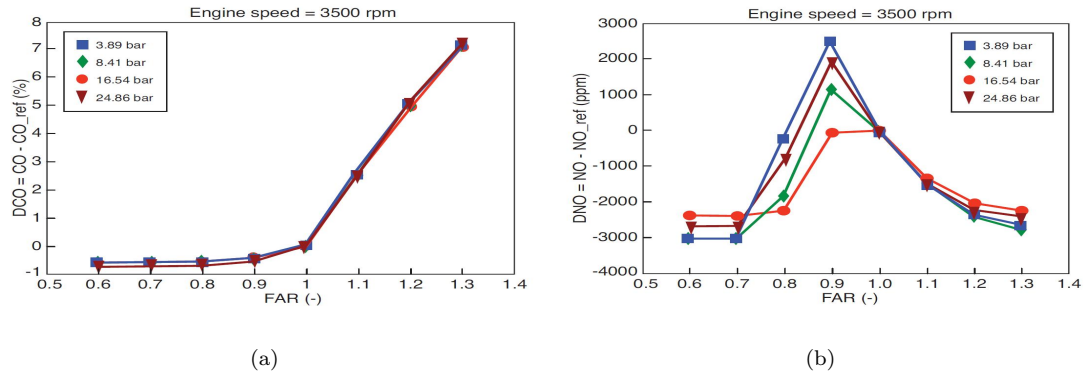 Engine speed = 3500 rpm
DCO = CO - CO_ref (%)
8
7
6
5
4
3
2
1
0
-1
3.89 bar
8.41 bar
16.54 bar
24.86 bar
0.5 0.6 0.7 0.8 0.9 1 1.1 1.2 1.3 1.4
FAR (-)
(a)
Engine speed = 3500 rpm
DNO = NO - NO_ref (ppm)
3000
2000
1000
0
-1000
-2000
-3000
-4000
3.89 bar
8.41 bar
16.54 bar
24.86 bar
0.5 0.6 0.7 0.8 0.9 1.0 1.1 1.2 1.3 1.4
FAR (-)
(b)